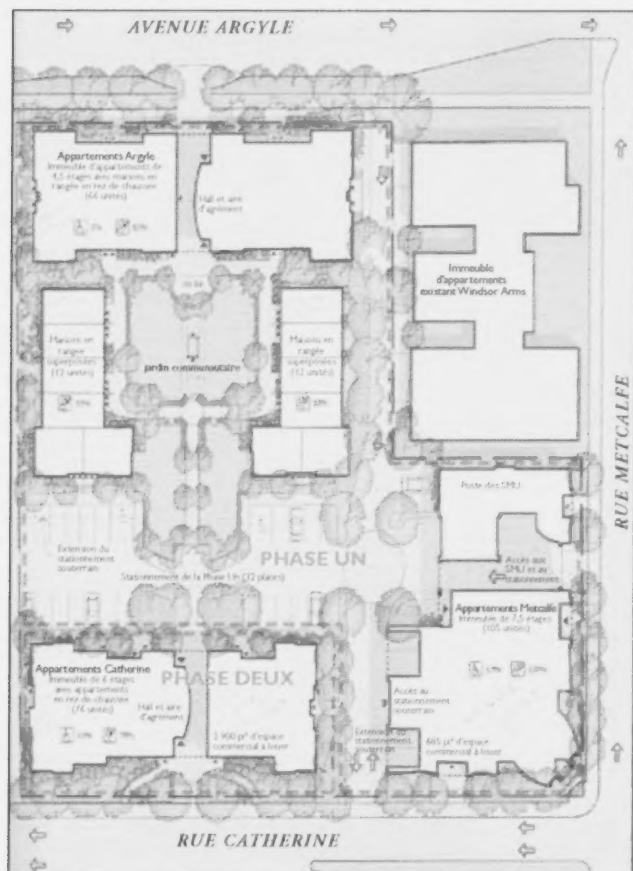 AVENUE ARGYLE
Appartements Argyle
Immeuble d'appartements de
4,5 étages avec maisons en
rangée en rez de-chaussée
(66 unités)
Hall et aire
d'agrément
Immeuble
d'appartements
existant Windsor Arms
Maisons en
rangée
superposées
(12 unités)
jardin communautaire
Maisons en
rangée
superposées
(12 unités)
RUE METCALFE
Poste des SMU
Extension du
stationnement
souterrain
PHASE UN
Stationnement de la Phase
Accès aux
SMU et au
stationnement
Appartements Metcalfe
Immeuble de 7,5 étages
(105 unités)
Appartements Catherine
Immeuble de 6 étages
avec appartements
en rez de-chaussée
(76 unités)
PHASE DEUX
Hall et aire
d'agrément
Accès au
stationnement
souterrain
pi² d'espace
commercial à louer
Extension du
stationnement
souterrain
665 pi² d'espace
commercial à louer
RUE CATHERINE